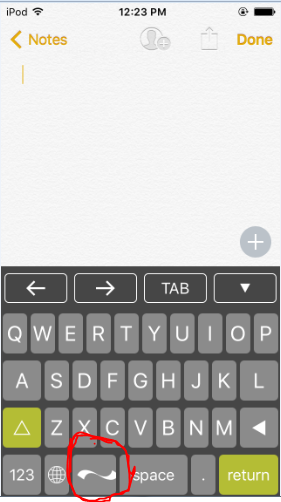 iPod 12:23 PM
Notes Done
TAB
Q W E R T Y U I O P
A S D F G H J K L
Z X C V B N M
123 space . return